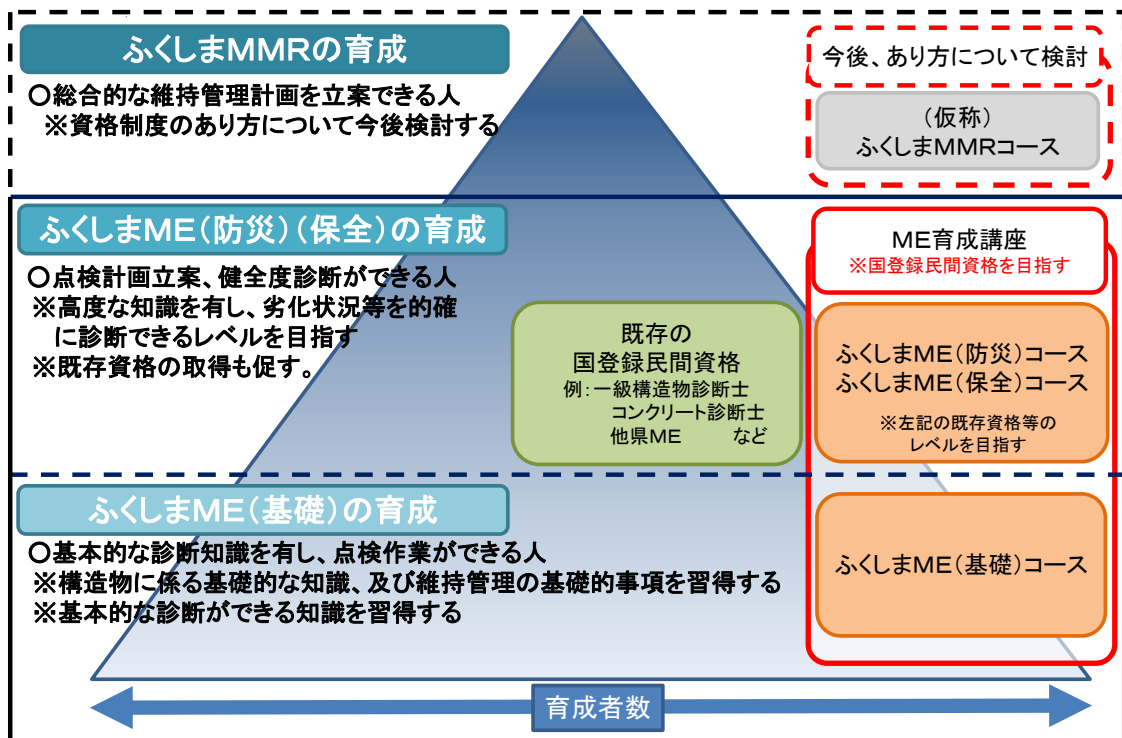 ふくしまMMRの育成
○総合的な維持管理計画を立案できる人
※資格制度のあり方について今後検討する
今後、あり方について検討
（仮称）
ふくしまMMRコース
ふくしまME（防災）（保全）の育成
○点検計画立案、健全度診断ができる人
※高度な知識を有し、劣化状況等を的確
に診断できるレベルを目指す
※既存資格の取得も促す。
既存の
国登録民間資格
例：一級構造物診断士
コンクリート診断士
他県ME　　など
ME育成講座
※国登録民間資格を目指す
ふくしまME（防災）コース
ふくしまME（保全）コース
※左記の既存資格等の
レベルを目指す
ふくしまME（基礎）の育成
○基本的な診断知識を有し、点検作業ができる人
※構造物に係る基礎的な知識、及び維持管理の基礎的事項を習得する
※基本的な診断ができる知識を習得する
ふくしまME（基礎）コース
育成者数